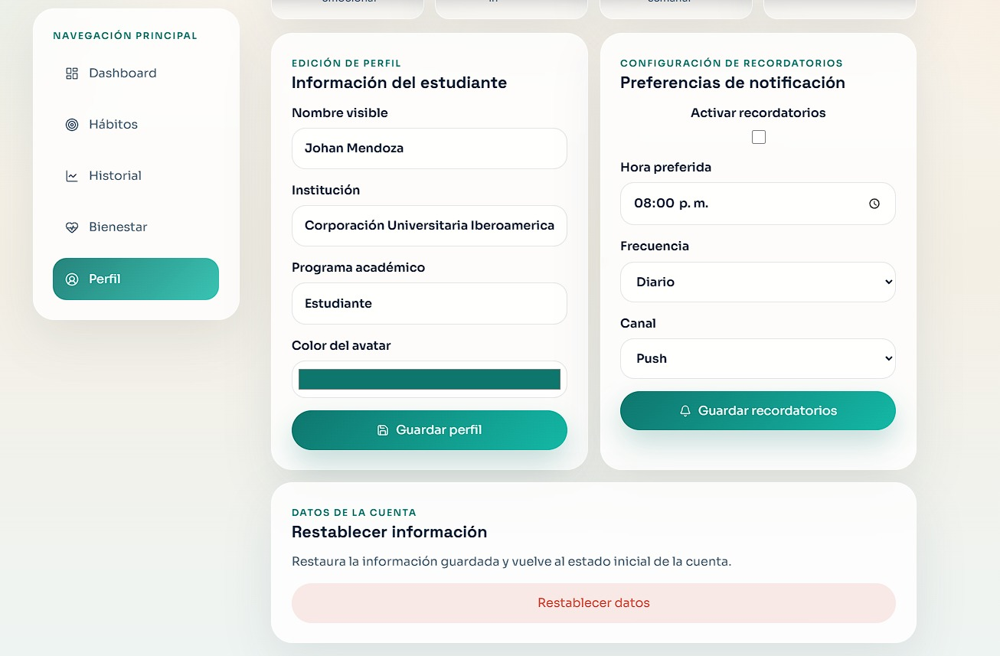 emocional
in
semanal
NAVEGACIÓN PRINCIPAL
Dashboard
Hábitos
Historial
Bienestar
Perfil
EDICIÓN DE PERFIL
Información del estudiante
Nombre visible
Johan Mendoza
Institución
Corporación Universitaria Iberoamerica
Programa académico
Estudiante
Color del avatar
Guardar perfil
CONFIGURACIÓN DE RECORDATORIOS
Preferencias de notificación
Activar recordatorios
Hora preferida
08:00 p. m.
Frecuencia
Diario
Canal
Push
Guardar recordatorios
DATOS DE LA CUENTA
Restablecer información
Restaura la información guardada y vuelve al estado inicial de la cuenta.
Restablecer datos